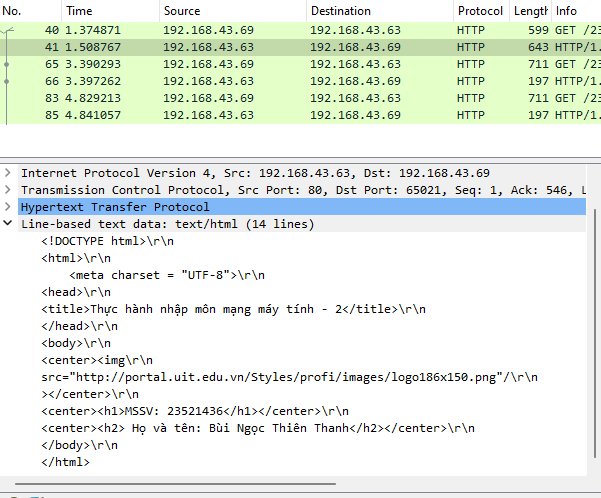 No. Time Source Destination Protocol Length Info
40 1.374871 192.168.43.69 192.168.43.63 HTTP 599 GET /23
41 1.508767 192.168.43.63 192.168.43.69 HTTP 643 HTTP/1.
65 3.390293 192.168.43.69 192.168.43.63 HTTP 711 GET /23
66 3.397262 192.168.43.63 192.168.43.69 HTTP 197 HTTP/1.
83 4.829213 192.168.43.69 192.168.43.63 HTTP 711 GET /23
85 4.841057 192.168.43.63 192.168.43.69 HTTP 197 HTTP/1.
Internet Protocol Version 4, Src: 192.168.43.63, Dst: 192.168.43.69
Transmission Control Protocol, Src Port: 80, Dst Port: 65021, Seq: 1, Ack: 546, L
Hypertext Transfer Protocol
Line-based text data: text/html (14 lines)
<!DOCTYPE html>\r\n
<html>\r\n
<meta charset = "UTF-8">\r\n
<head>\r\n
<title>Thực hành nhập môn mạng máy tính - 2</title>\r\n
</head>\r\n
<body>\r\n
<center><img\r\n
src="http://portal.uit.edu.vn/Styles/profi/images/logo186x150.png"/\r\n
></center>\r\n
<center><h1>MSSV: 23521436</h1></center>\r\n
<center><h2> Họ và tên: Bùi Ngọc Thiên Thanh</h2></center>\r\n
</body>\r\n
</html>